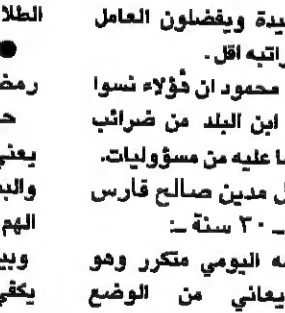 يدة ويفضلون العامل
راتبه اقل.
محمود ان هؤلاء نسوا
ابن البلد من ضرائب
ما عليه من مسؤوليات.
ل مدين صالح قارس
ـ ٣٠ سنة ـ:
ه اليومي متكرر وهو
يعاني من الوضع
الطلا
●
رمض
ح
يعني
والب
الهم
وبي
يكفي